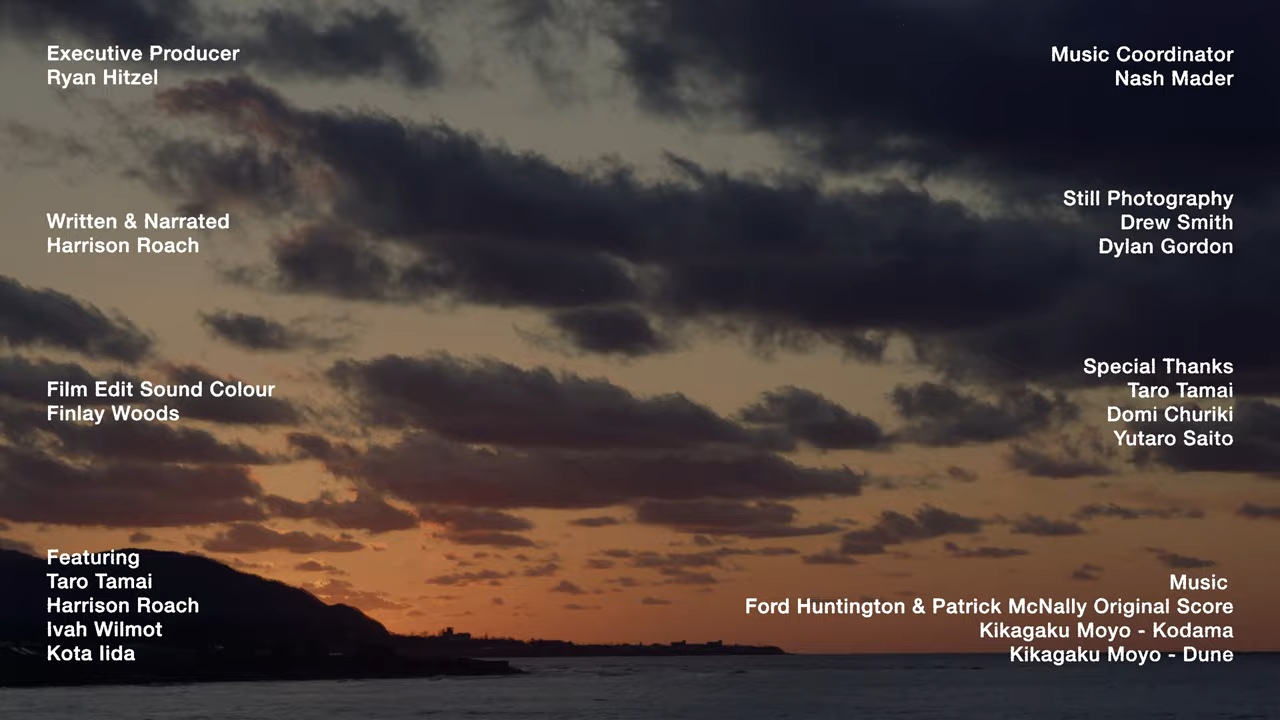 Executive Producer
Ryan Hitzel
Written & Narrated
Harrison Roach
Film Edit Sound Colour
Finlay Woods
Featuring
Taro Tamai
Harrison Roach
Ivah Wilmot
Kota Iida
Music Coordinator
Nash Mader
Still Photography
Drew Smith
Dylan Gordon
Special Thanks
Taro Tamai
Domi Churiki
Yutaro Saito
Music
Ford Huntington & Patrick McNally Original Score
Kikagaku Moyo - Kodama
Kikagaku Moyo - Dune